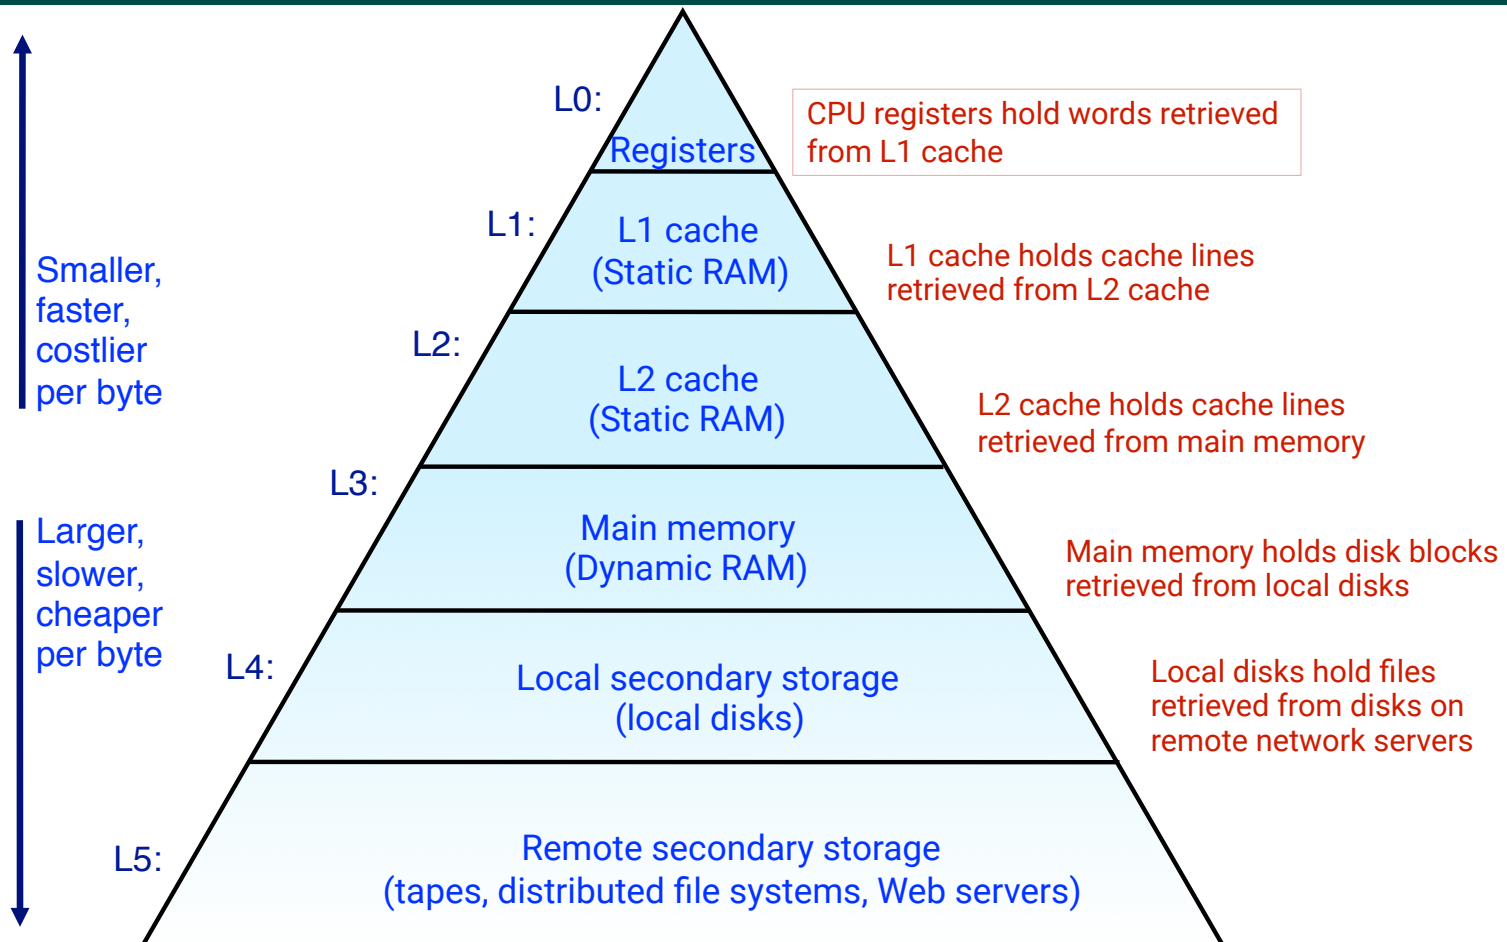 L0:
Registers
CPU registers hold words retrieved
from L1 cache
L1:
L1 cache
(Static RAM)
L1 cache holds cache lines
retrieved from L2 cache
Smaller,
faster,
costlier
per byte
L2:
L2 cache
(Static RAM)
L2 cache holds cache lines
retrieved from main memory
L3:
Main memory
(Dynamic RAM)
Main memory holds disk blocks
retrieved from local disks
Larger,
slower,
cheaper
per byte
L4:
Local secondary storage
(local disks)
Local disks hold files
retrieved from disks on
remote network servers
L5:
Remote secondary storage
(tapes, distributed file systems, Web servers)